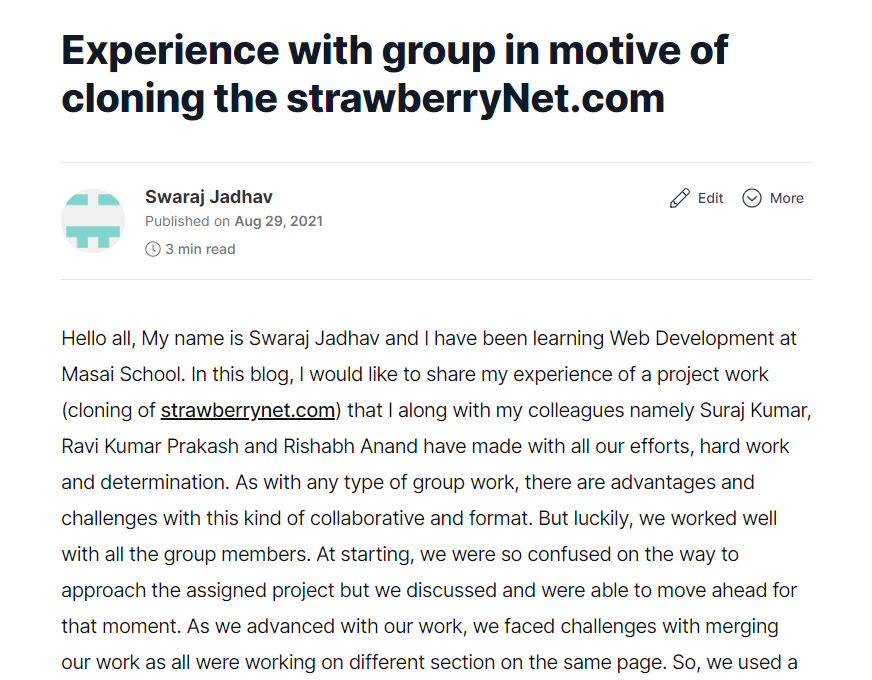 Experience with group in motive of
cloning the strawberryNet.com
Swaraj Jadhav
Edit
More
Published on Aug 29, 2021
3 min read
Hello all, My name is Swaraj Jadhav and I have been learning Web Development at
Masai School. In this blog, I would like to share my experience of a project work
(cloning of strawberrynet.com) that I along with my colleagues namely Suraj Kumar,
Ravi Kumar Prakash and Rishabh Anand have made with all our efforts, hard work
and determination. As with any type of group work, there are advantages and
challenges with this kind of collaborative and format. But luckily, we worked well
with all the group members. At starting, we were so confused on the way to
approach the assigned project but we discussed and were able to move ahead for
that moment. As we advanced with our work, we faced challenges with merging
our work as all were working on different section on the same page. So, we used a